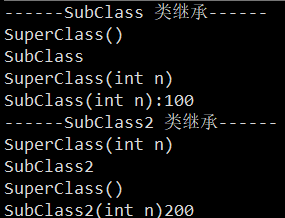 ------SubClass 类继承------
SuperClass()
SubClass
SuperClass(int n)
SubClass(int n):100
------SubClass2 类继承------
SuperClass(int n)
SubClass2
SuperClass()
SubClass2(int n)200